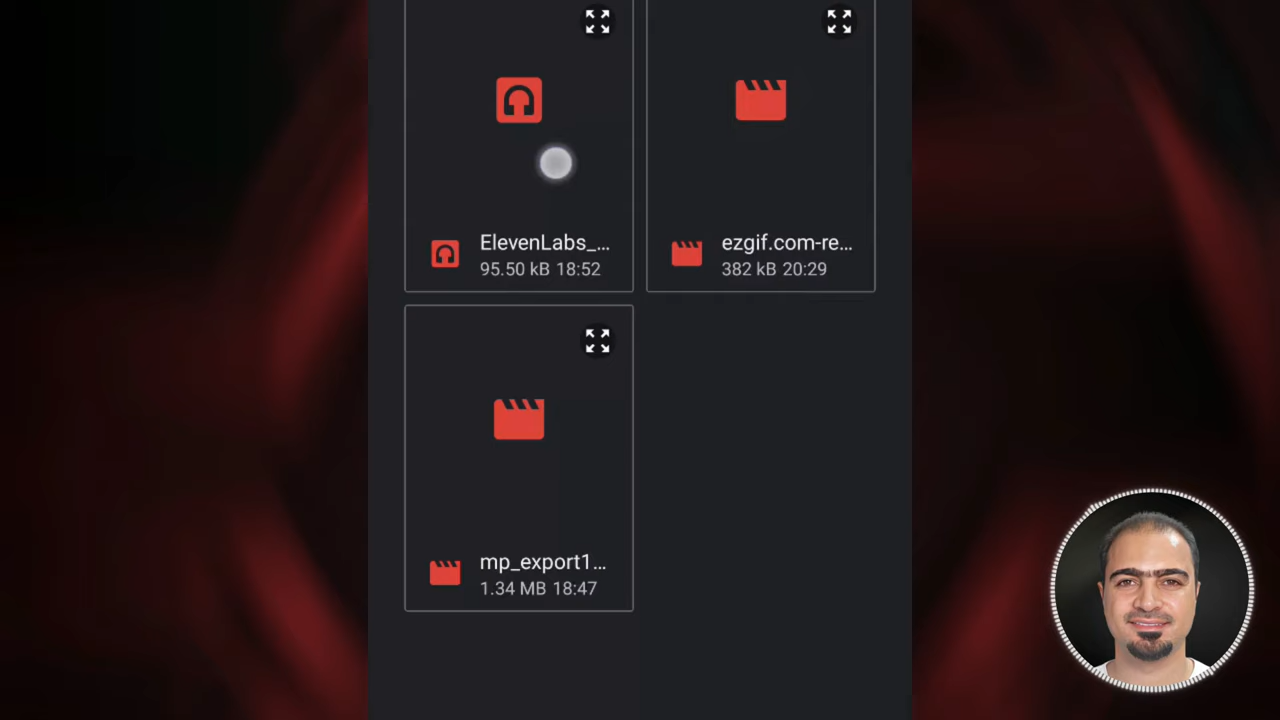 ElevenLabs_...
95.50 kB 18:52
ezgif.com-re...
382 kB 20:29
mp_export1...
1.34 MB 18:47